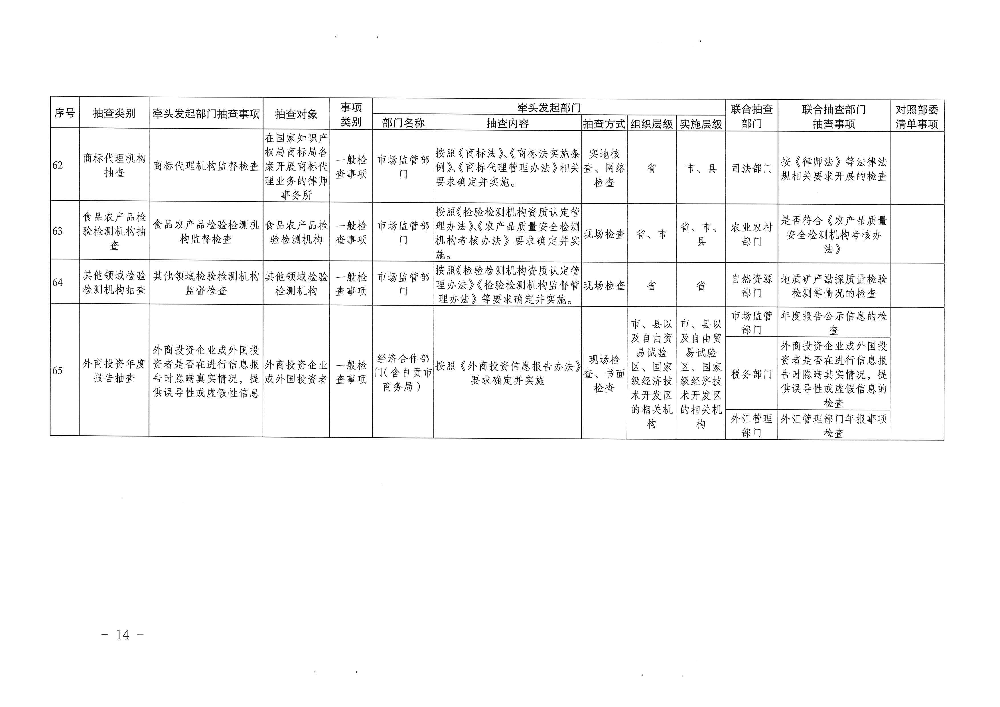 序号
抽查类别
牵头发起部门抽查事项
抽查对象
事项
类别
牵头发起部门
部门名称
抽查内容
抽查方式
组织层级
实施层级
联合抽查
部门
联合抽查部门
抽查事项
对照部委
清单事项
62
商标代理机构
抽查
商标代理机构监督检查
在国家知识产
权局商标局备
案开展商标代
理业务的律师
事务所
一般检
查事项
市场监管部
门
按照《商标法》、《商标法实施条
例》、《商标代理管理办法》相关
要求确定并实施。
实地核
查、网络
检查
省
市、县
司法部门
按《律师法》等法律法
规相关要求开展的检查
63
食品农产品检
验检测机构抽
查
食品农产品检验检测机
构监督检查
食品农产品检
验检测机构
一般检
查事项
市场监管部
门
按照《检验检测机构资质认定管
理办法》、《农产品质量安全检测
机构考核办法》要求确定并实
施。
现场检查
省、市
省、市、
县
农业农村
部门
是否符合《农产品质量
安全检测机构考核办
法》
64
其他领域检验
检测机构抽查
其他领域检验检测机构
监督检查
其他领域检验
检测机构
一般检
查事项
市场监管部
门
按照《检验检测机构资质认定管
理办法》《检验检测机构监督管
理办法》等要求确定并实施。
现场检查
省
省
自然资源
部门
地质矿产勘探质量检验
检测等情况的检查
65
外商投资年度
报告抽查
外商投资企业或外国投
资者是否在进行信息报
告时隐瞒真实情况，提
供误导性或虚假性信息
外商投资企业
或外国投资者
一般检
查事项
经济合作部
门（含自贡市
商务局）
按照《外商投资信息报告办法》
要求确定并实施
现场检
查、书面
检查
市、县以
及自由贸
易试验
区、国家
级经济技
术开发区
的相关机
构
市、县以
及自由贸
易试验
区、国家
级经济技
术开发区
的相关机
构
市场监管
部门
年度报告公示信息的检
查
税务部门
外商投资企业或外国投
资者是否在进行信息报
告时隐瞒其实情况，提
供误导性或虚假信息的
检查
外汇管理
部门
外汇管理部门年报事项
检查
- 14 -